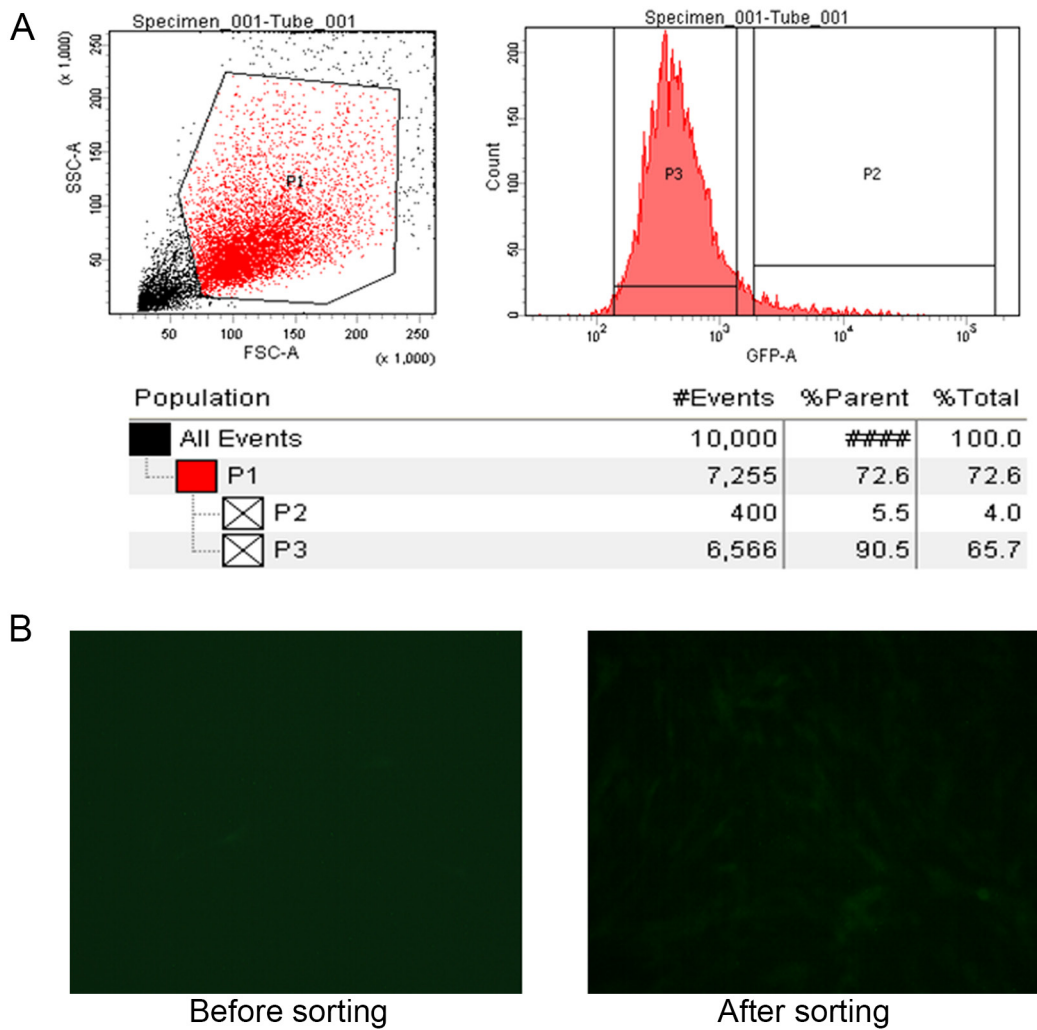 A
Specimen_001-Tube_001
(x 1,000)
250
200
150
100
50
SSC-A
P1
50 100 150 200 250
FSC-A
(x 1,000)
Specimen_001-Tube_001
200
150
100
50
0
Count
P3
P2
10² 10³ 10⁴ 10⁵
GFP-A
Population #Events %Parent %Total
All Events 10,000 #### 100.0
P1 7,255 72.6 72.6
P2 400 5.5 4.0
P3 6,566 90.5 65.7
B
Before sorting
After sorting